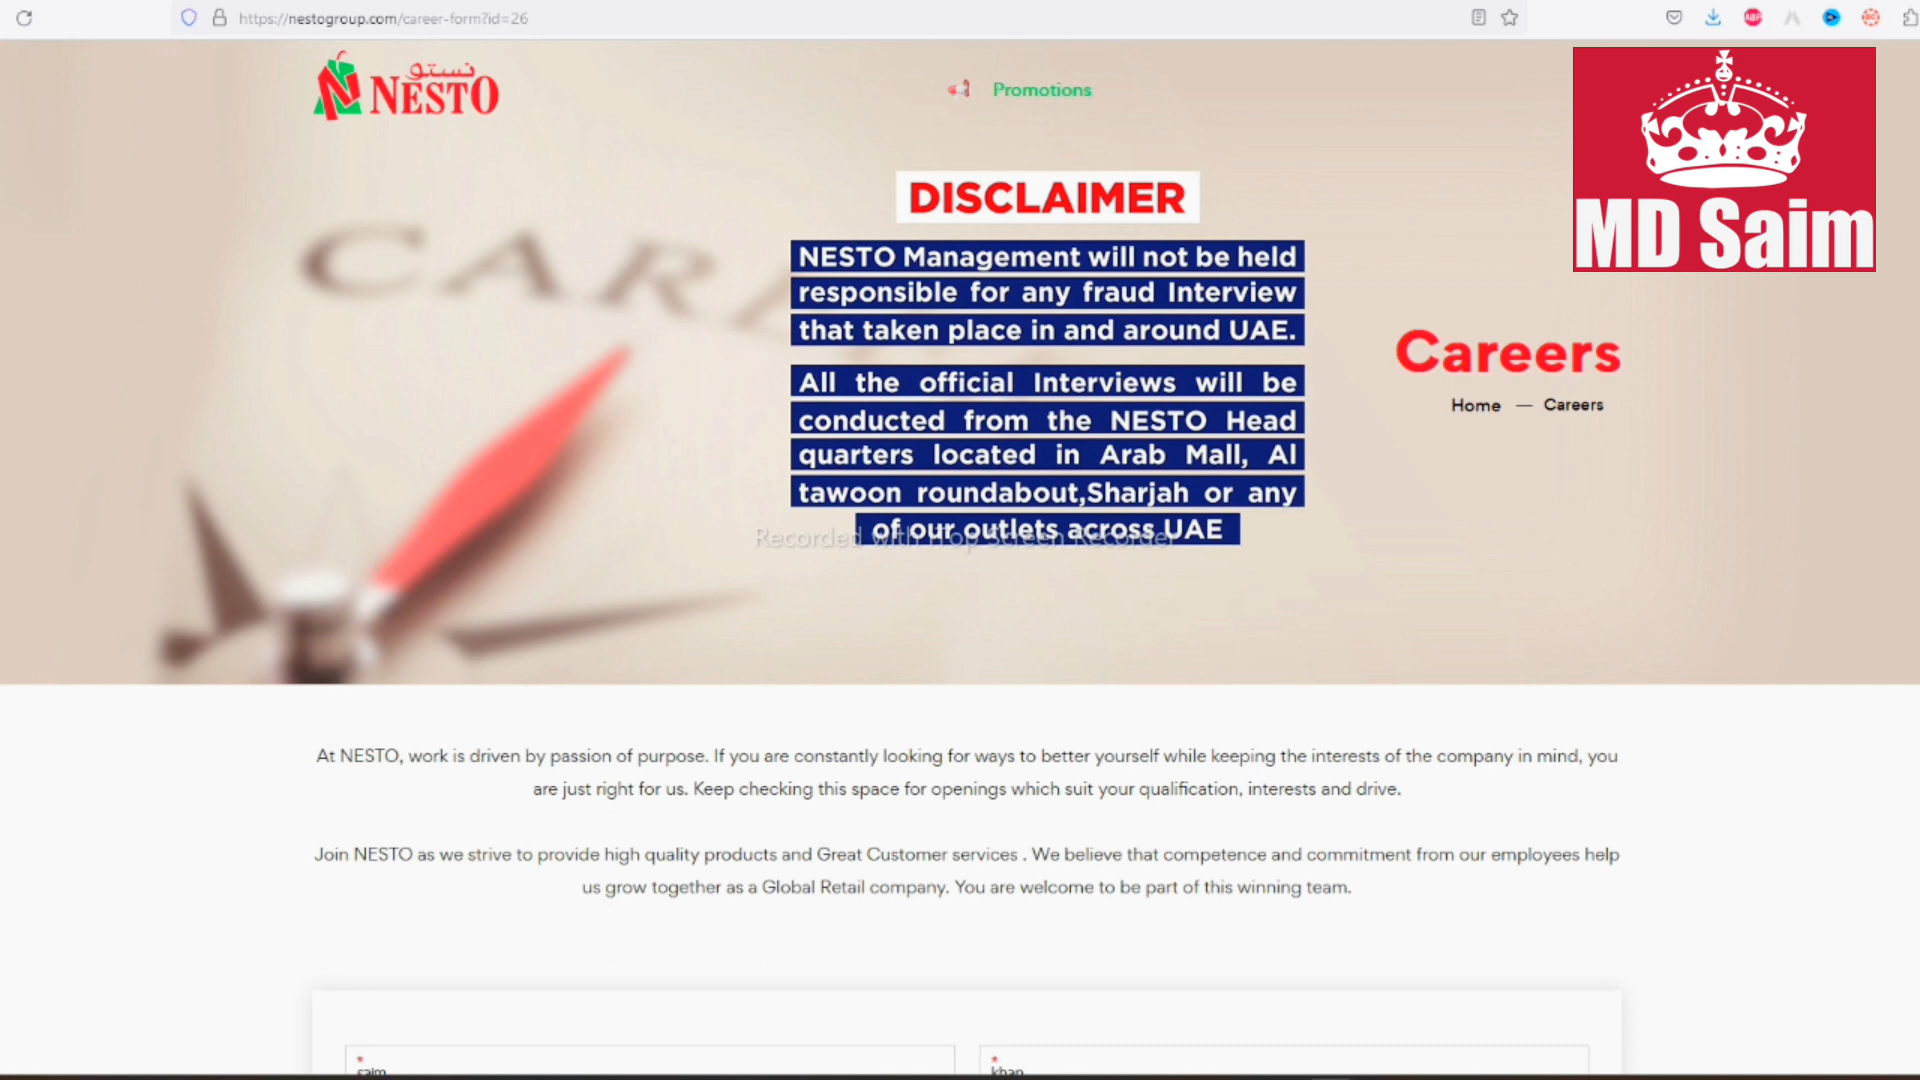 https://nestogroup.com/career-form?id=26
ABP
نستو
NESTO
Promotions
MD Saim
DISCLAIMER
NESTO Management will not be held
responsible for any fraud Interview
that taken place in and around UAE.
All the official Interviews will be
conducted from the NESTO Head
quarters located in Arab Mall, Al
tawoon roundabout,Sharjah or any
of our outlets across UAE
Recorded with iTop Screen Recorder
Careers
Home — Careers
At NESTO, work is driven by passion of purpose. If you are constantly looking for ways to better yourself while keeping the interests of the company in mind, you
are just right for us. Keep checking this space for openings which suit your qualification, interests and drive.
Join NESTO as we strive to provide high quality products and Great Customer services . We believe that competence and commitment from our employees help
us grow together as a Global Retail company. You are welcome to be part of this winning team.
* *
saim khan